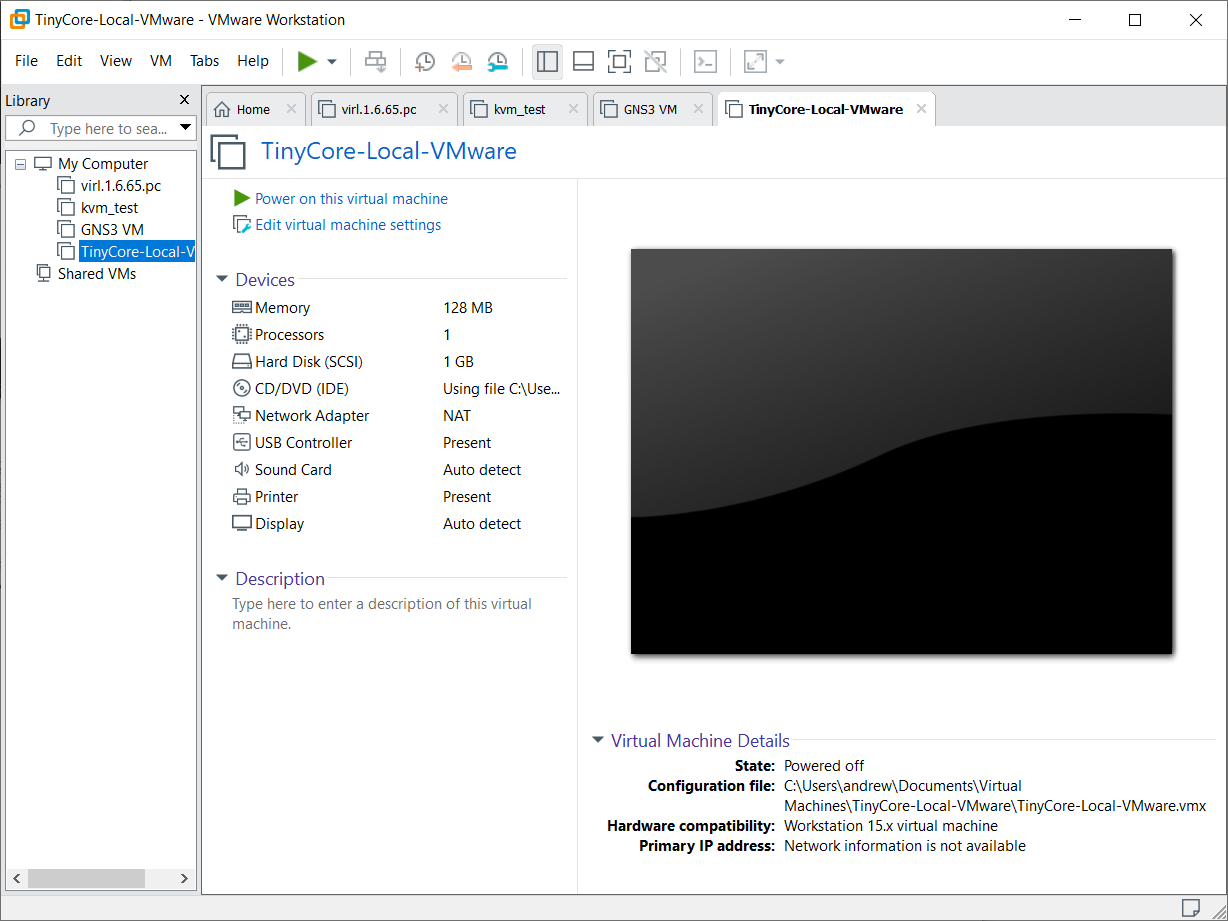 TinyCore-Local-VMware - VMware Workstation
File Edit View VM Tabs Help
Library
Type here to sea...
My Computer
virl.1.6.65.pc
kvm_test
GNS3 VM
TinyCore-Local-V
Shared VMs
Home virl.1.6.65.pc kvm_test GNS3 VM TinyCore-Local-VMware
TinyCore-Local-VMware
Power on this virtual machine
Edit virtual machine settings
Devices
Memory 128 MB
Processors 1
Hard Disk (SCSI) 1 GB
CD/DVD (IDE) Using file C:\Use...
Network Adapter NAT
USB Controller Present
Sound Card Auto detect
Printer Present
Display Auto detect
Description
Type here to enter a description of this virtual
machine.
Virtual Machine Details
State: Powered off
Configuration file: C:\Users\andrew\Documents\Virtual
Machines\TinyCore-Local-VMware\TinyCore-Local-VMware.vmx
Hardware compatibility: Workstation 15.x virtual machine
Primary IP address: Network information is not available